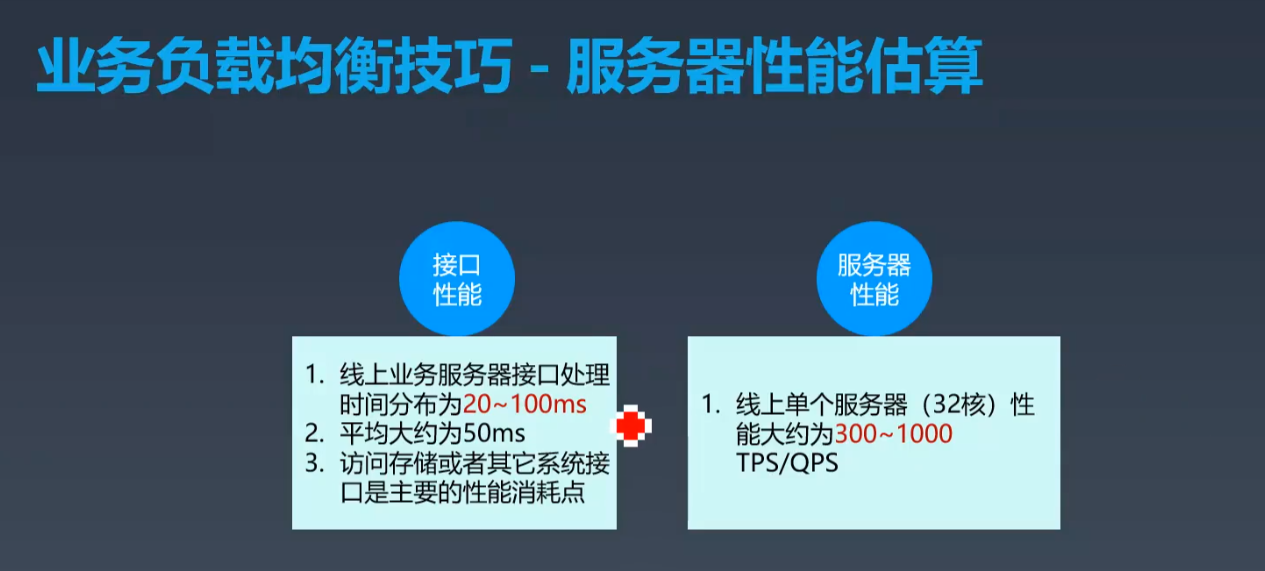 业务负载均衡技巧 - 服务器性能估算
接口
性能
1. 线上业务服务器接口处理
时间分布为20~100ms
2. 平均大约为50ms
3. 访问存储或者其它系统接
口是主要的性能消耗点
服务器
性能
1. 线上单个服务器（32核）性
能大约为300~1000
TPS/QPS